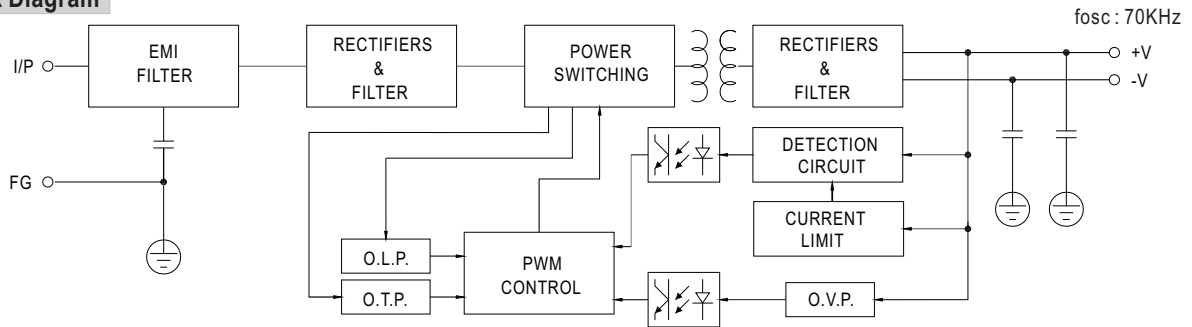 Diagram
fosc : 70KHz
I/P
EMI
FILTER
RECTIFIERS
&
FILTER
POWER
SWITCHING
RECTIFIERS
&
FILTER
+V
-V
DETECTION
CIRCUIT
FG
CURRENT
LIMIT
O.L.P.
PWM
CONTROL
O.T.P.
O.V.P.